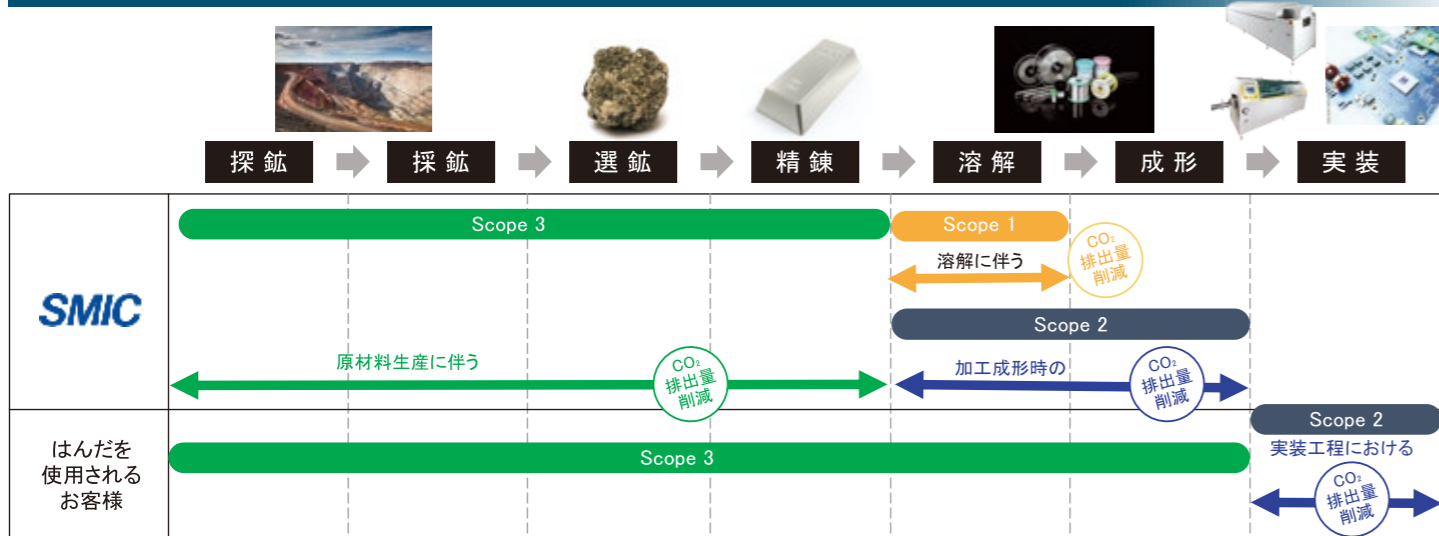 探鉱
採鉱
選鉱
精錬
溶解
成形
実装
SMIC
Scope 3
Scope 1
溶解に伴う
CO₂
排出量
削減
Scope 2
原材料生産に伴う
CO₂
排出量
削減
加工成形時の
CO₂
排出量
削減
はんだを
使用される
お客様
Scope 3
Scope 2
実装工程における
CO₂
排出量
削減